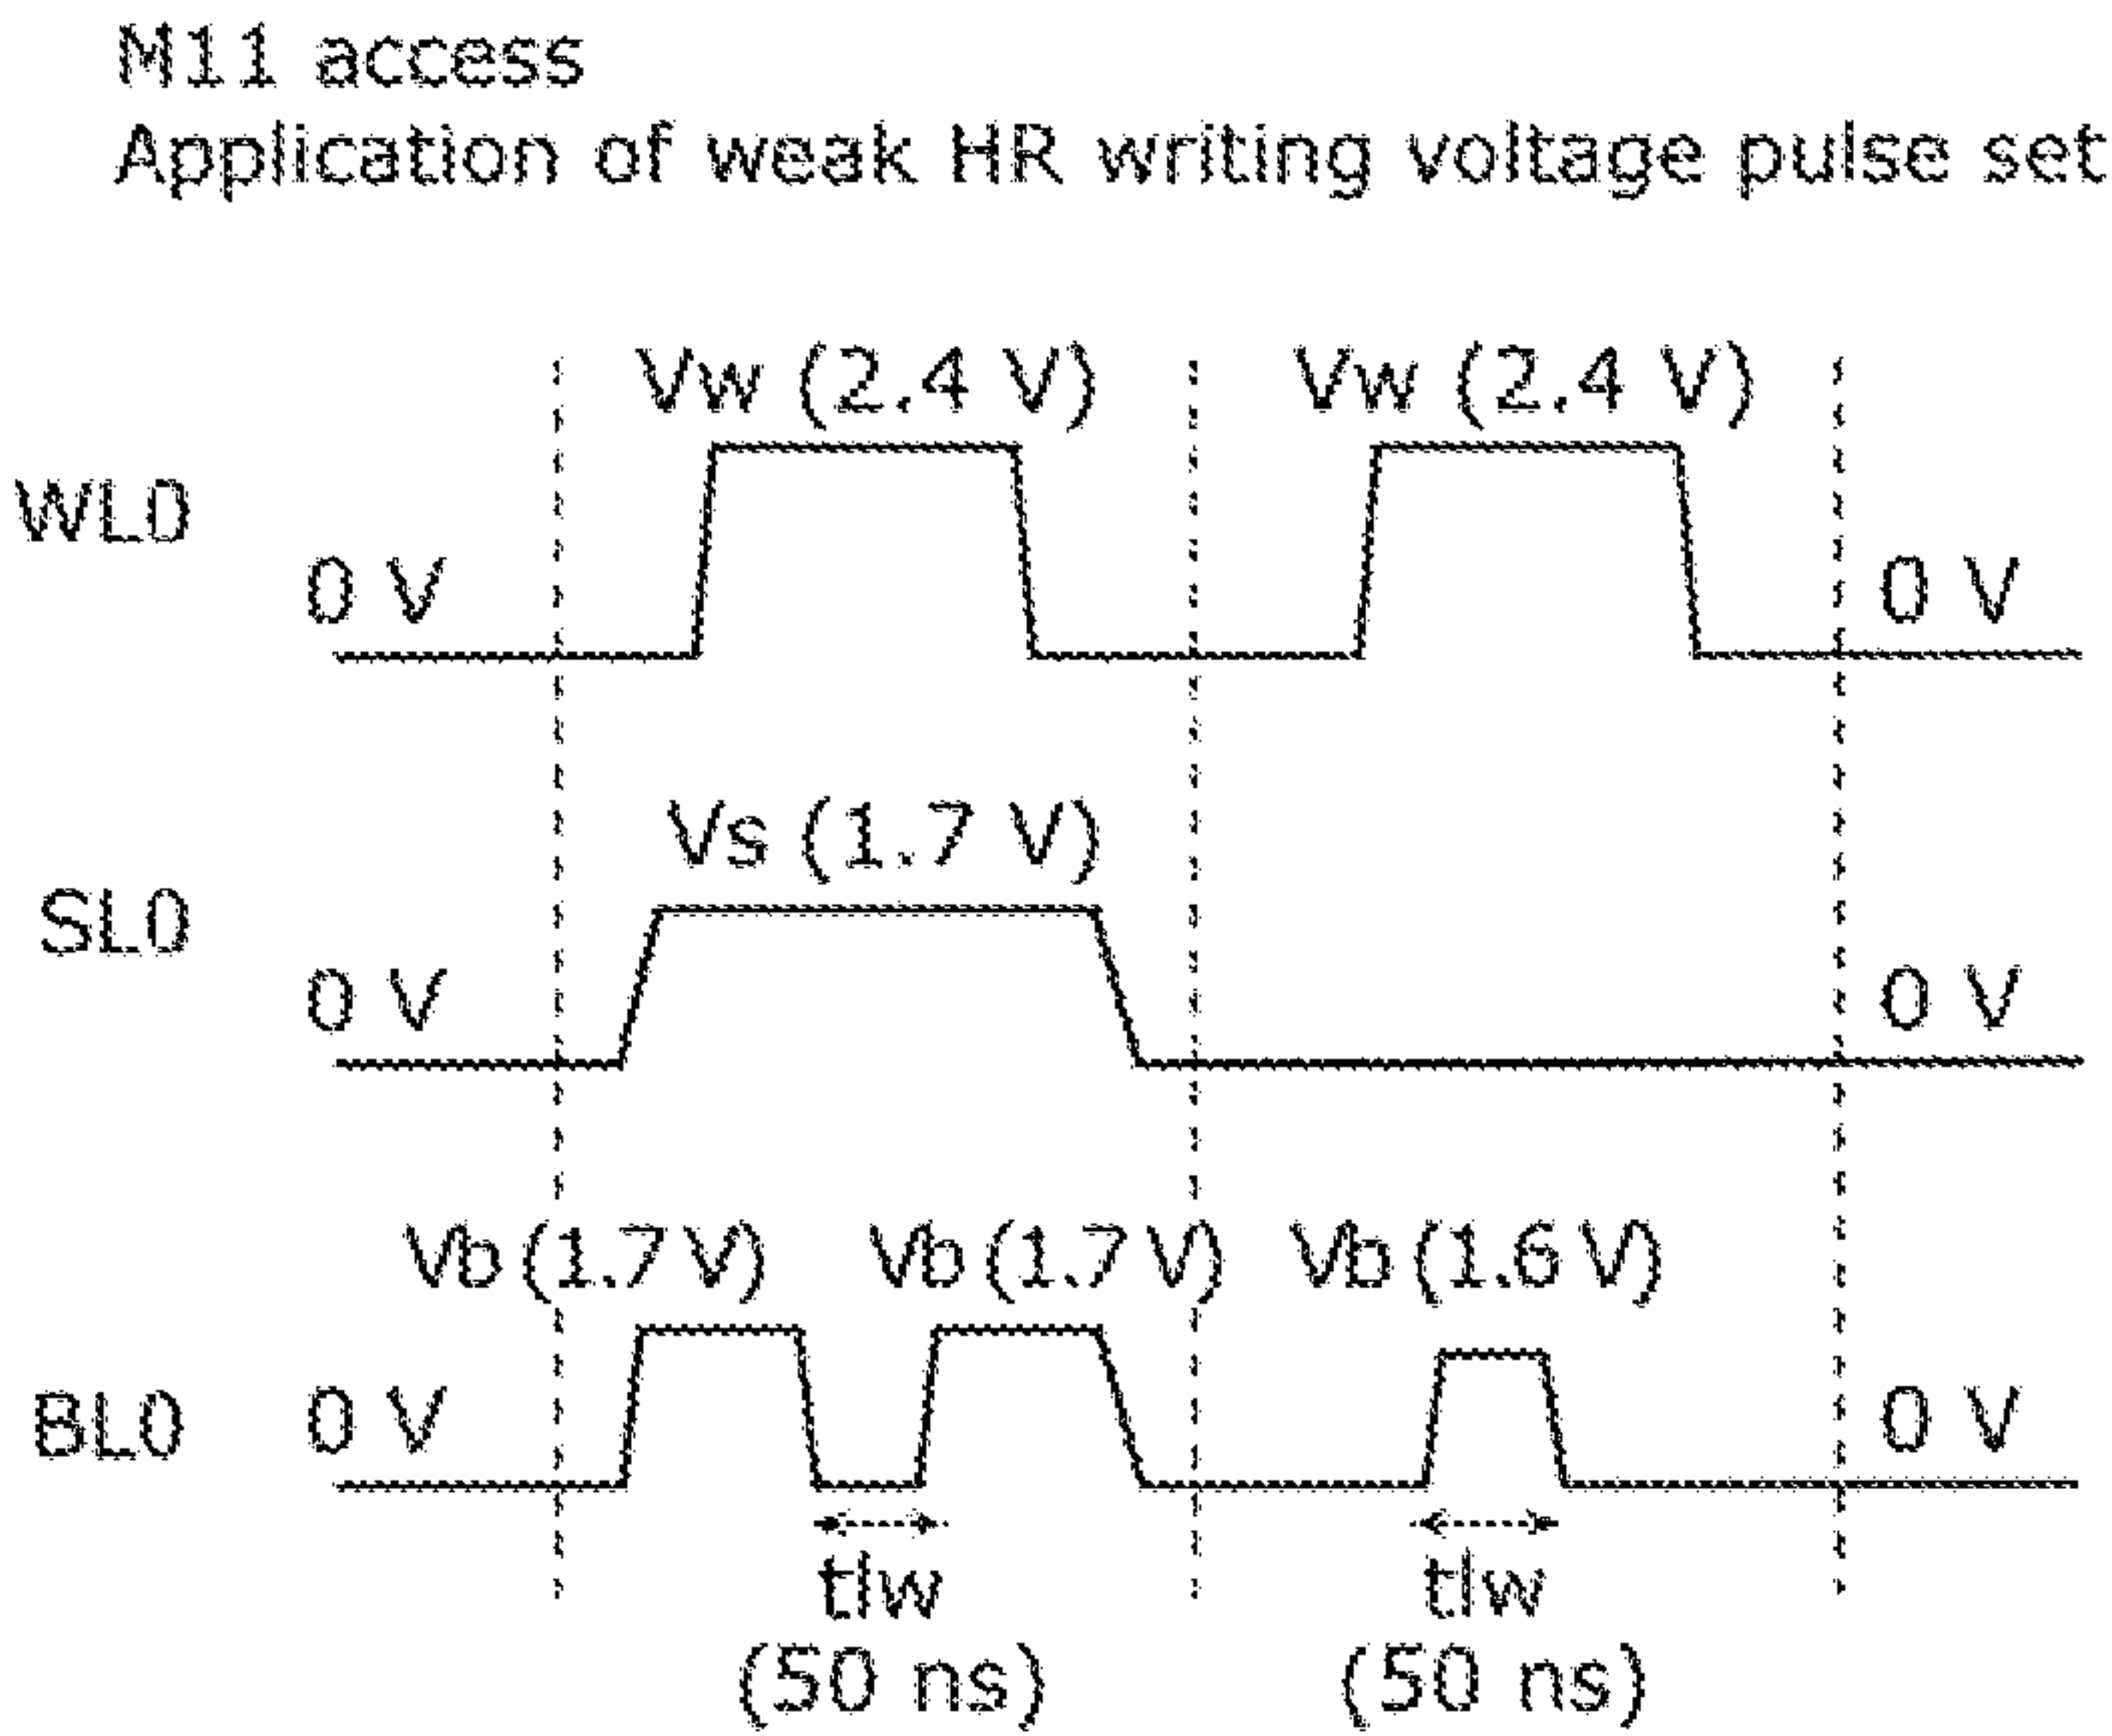 M11 access
Application of weak HR writing voltage pulse set
Vw (2.4 V) Vw (2.4 V)
WL0
0 V 0 V
Vs (1.7 V)
SL0
0 V 0 V
Vb (1.7 V) Vb (1.7 V) Vb (1.6 V)
BL0 0 V 0 V
tlw tlw
(50 ns) (50 ns)